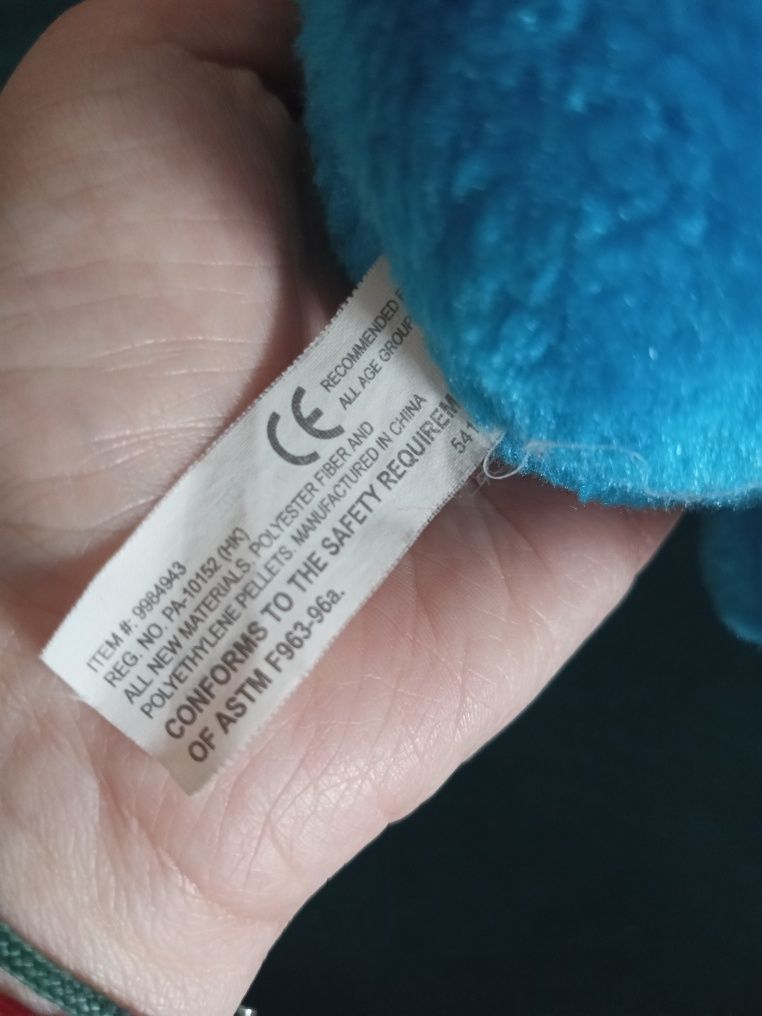 ITEM #: 9984943
REG. NO. PA-10152 (HK)
ALL NEW MATERIALS, POLYESTER FIBER AND
POLYETHYLENE PELLETS. MANUFACTURED IN CHINA
CONFORMS TO THE SAFETY REQUIREM
OF ASTM F963-96a.
CE
RECOMMENDED
ALL AGE GROUP
541